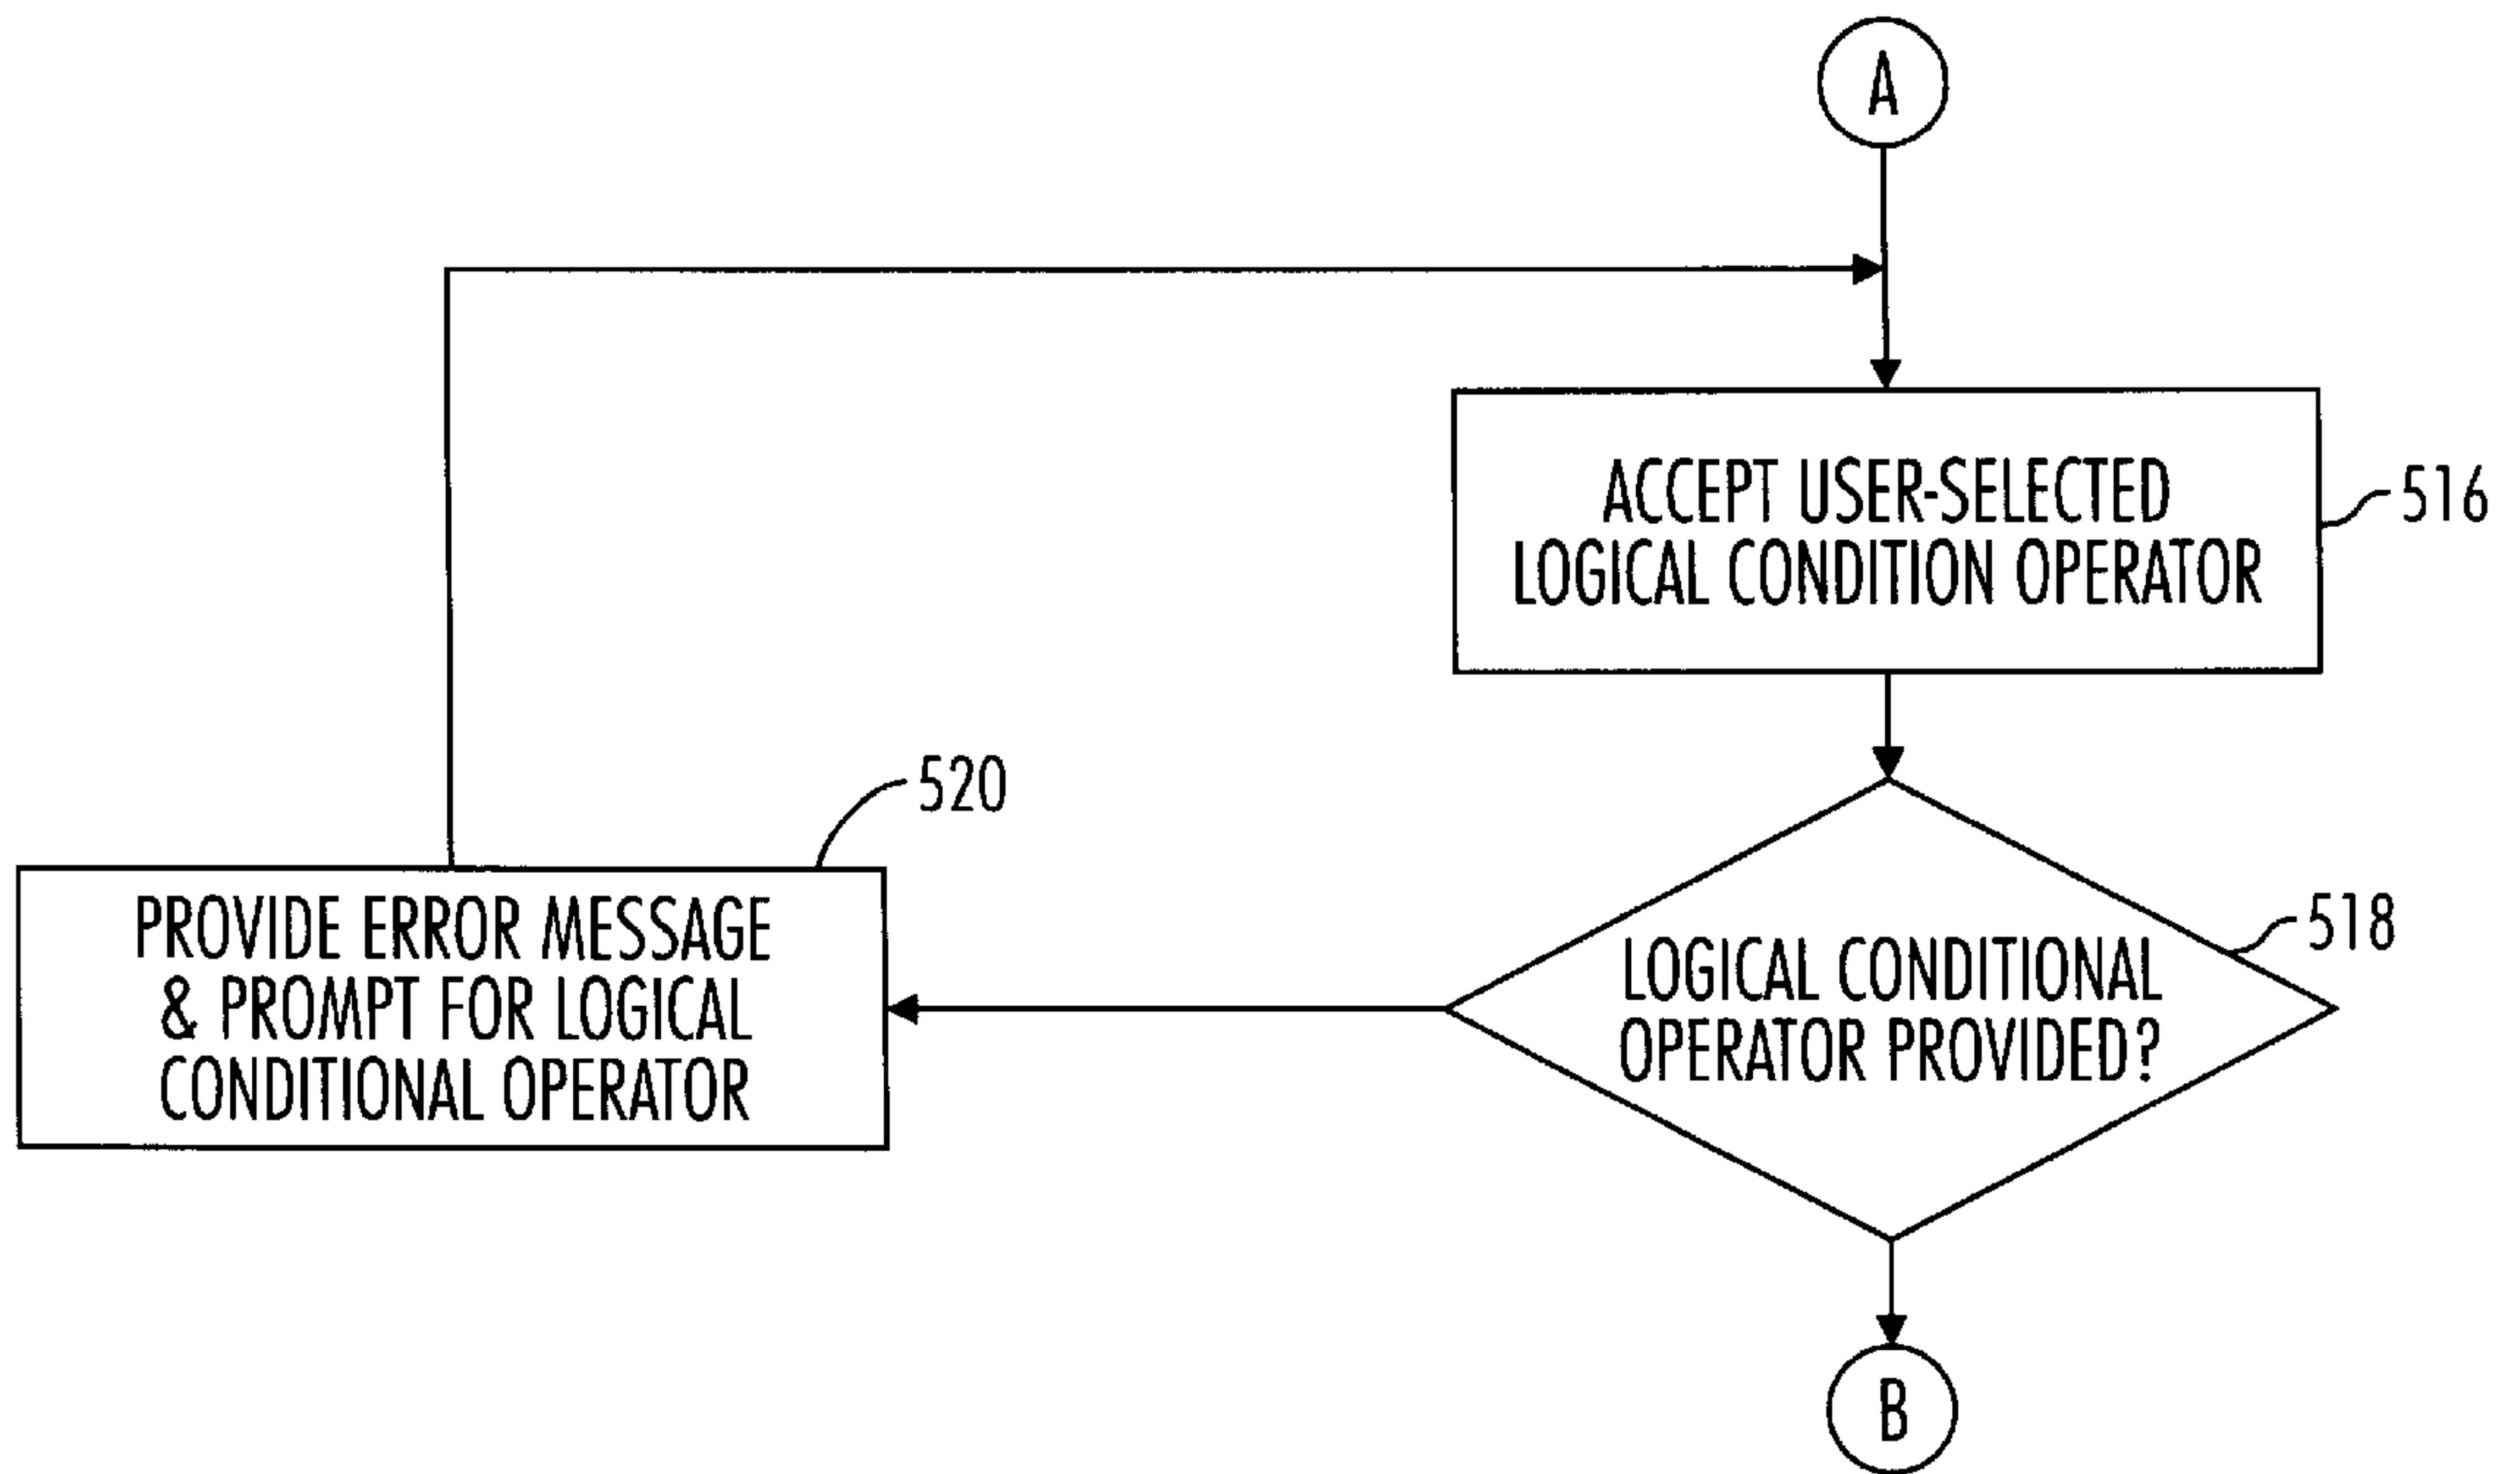 A
ACCEPT USER-SELECTED
LOGICAL CONDITION OPERATOR
516
520
PROVIDE ERROR MESSAGE
& PROMPT FOR LOGICAL
CONDITIONAL OPERATOR
518
LOGICAL CONDITIONAL
OPERATOR PROVIDED?
B